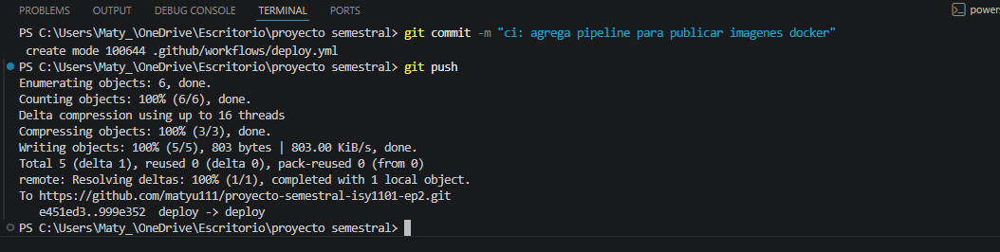 PROBLEMS OUTPUT DEBUG CONSOLE TERMINAL PORTS
PS C:\Users\Maty_\OneDrive\Escritorio\proyecto semestral> git commit -m "ci: agrega pipeline para publicar imagenes docker"
create mode 100644 .github/workflows/deploy.yml
PS C:\Users\Maty_\OneDrive\Escritorio\proyecto semestral> git push
Enumerating objects: 6, done.
Counting objects: 100% (6/6), done.
Delta compression using up to 16 threads
Compressing objects: 100% (3/3), done.
Writing objects: 100% (5/5), 803 bytes | 803.00 KiB/s, done.
Total 5 (delta 1), reused 0 (delta 0), pack-reused 0 (from 0)
remote: Resolving deltas: 100% (1/1), completed with 1 local object.
To https://github.com/matyu111/proyecto-semestral-isy1101-ep2.git
e451ed3..999e352 deploy -> deploy
PS C:\Users\Maty_\OneDrive\Escritorio\proyecto semestral>